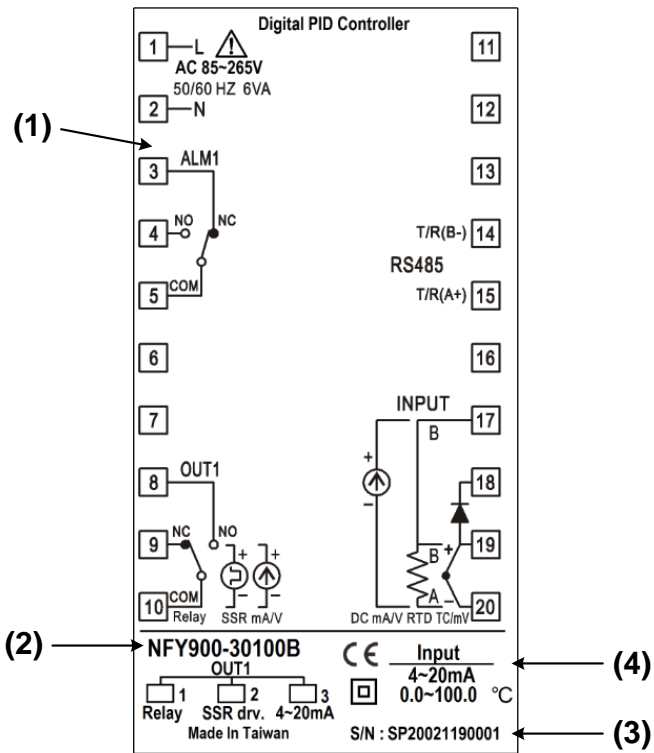 Digital PID Controller
1 L 11
AC 85~265V
50/60 HZ 6VA
2 N 12
(1)
3 ALM1 13
4 NO NC T/R(B-) 14
RS485
5 COM T/R(A+) 15
6 16
7 INPUT 17
B
+
8 OUT1 18
−
9 NC NO + + B + 19
− − A −
10 COM 20
Relay SSR mA/V DC mA/V RTD TC/mV
(2) NFY900-30100B CE Input (4)
OUT1 4~20mA
1 2 3 0.0~100.0 °C
Relay SSR drv. 4~20mA
Made In Taiwan S/N : SP20021190001 (3)